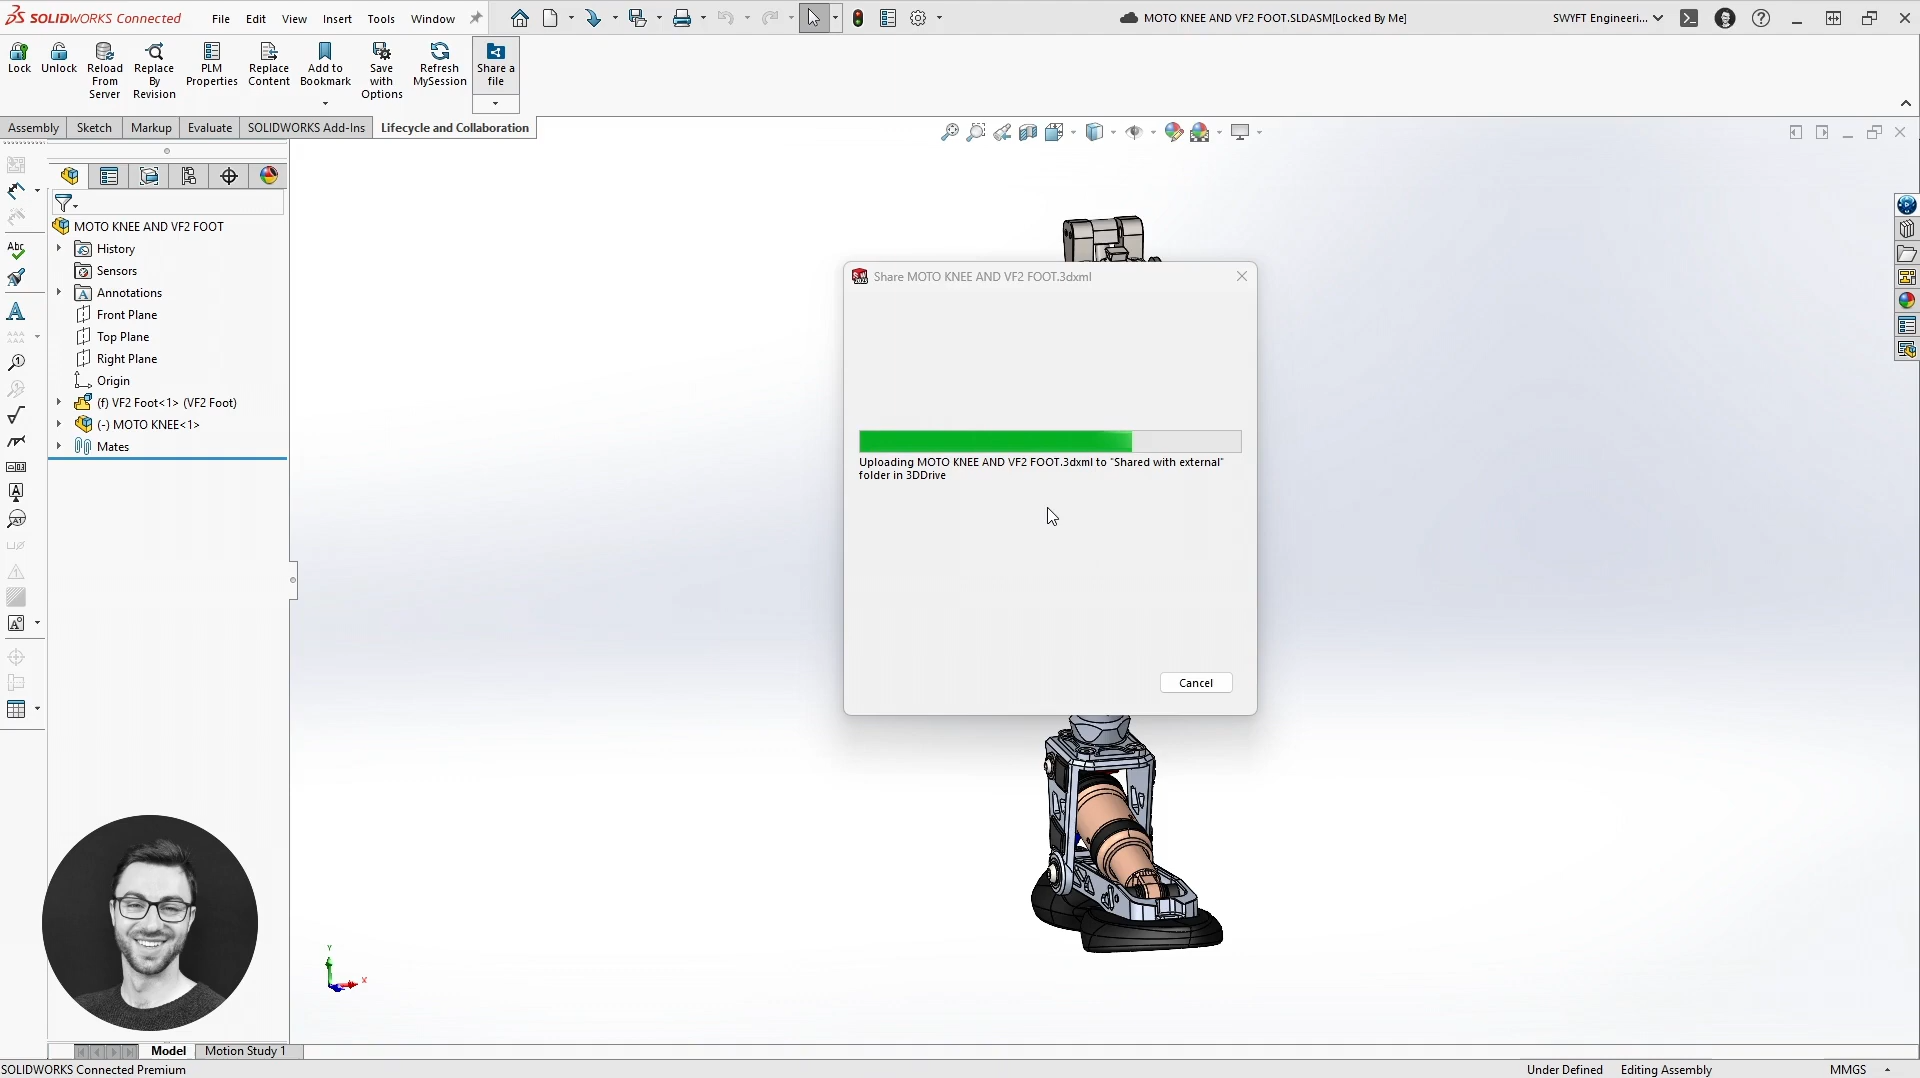 SOLIDWORKS Connected
File Edit View Insert Tools Window
MOTO KNEE AND VF2 FOOT.SLDASM[Locked By Me]
SWYFT Engineeri...
Lock
Unlock
Reload
From
Server
Replace
By
Revision
PLM
Properties
Replace
Content
Add to
Bookmark
Save
with
Options
Refresh
MySession
Share a
file
Assembly Sketch Markup Evaluate SOLIDWORKS Add-Ins Lifecycle and Collaboration
MOTO KNEE AND VF2 FOOT
History
Sensors
Annotations
Front Plane
Top Plane
Right Plane
Origin
(f) VF2 Foot<1> (VF2 Foot)
(-) MOTO KNEE<1>
Mates
Share MOTO KNEE AND VF2 FOOT.3dxml
Uploading MOTO KNEE AND VF2 FOOT.3dxml to "Shared with external"
folder in 3DDrive
Cancel
Y
X
Model Motion Study 1
SOLIDWORKS Connected Premium
Under Defined Editing Assembly MMGS